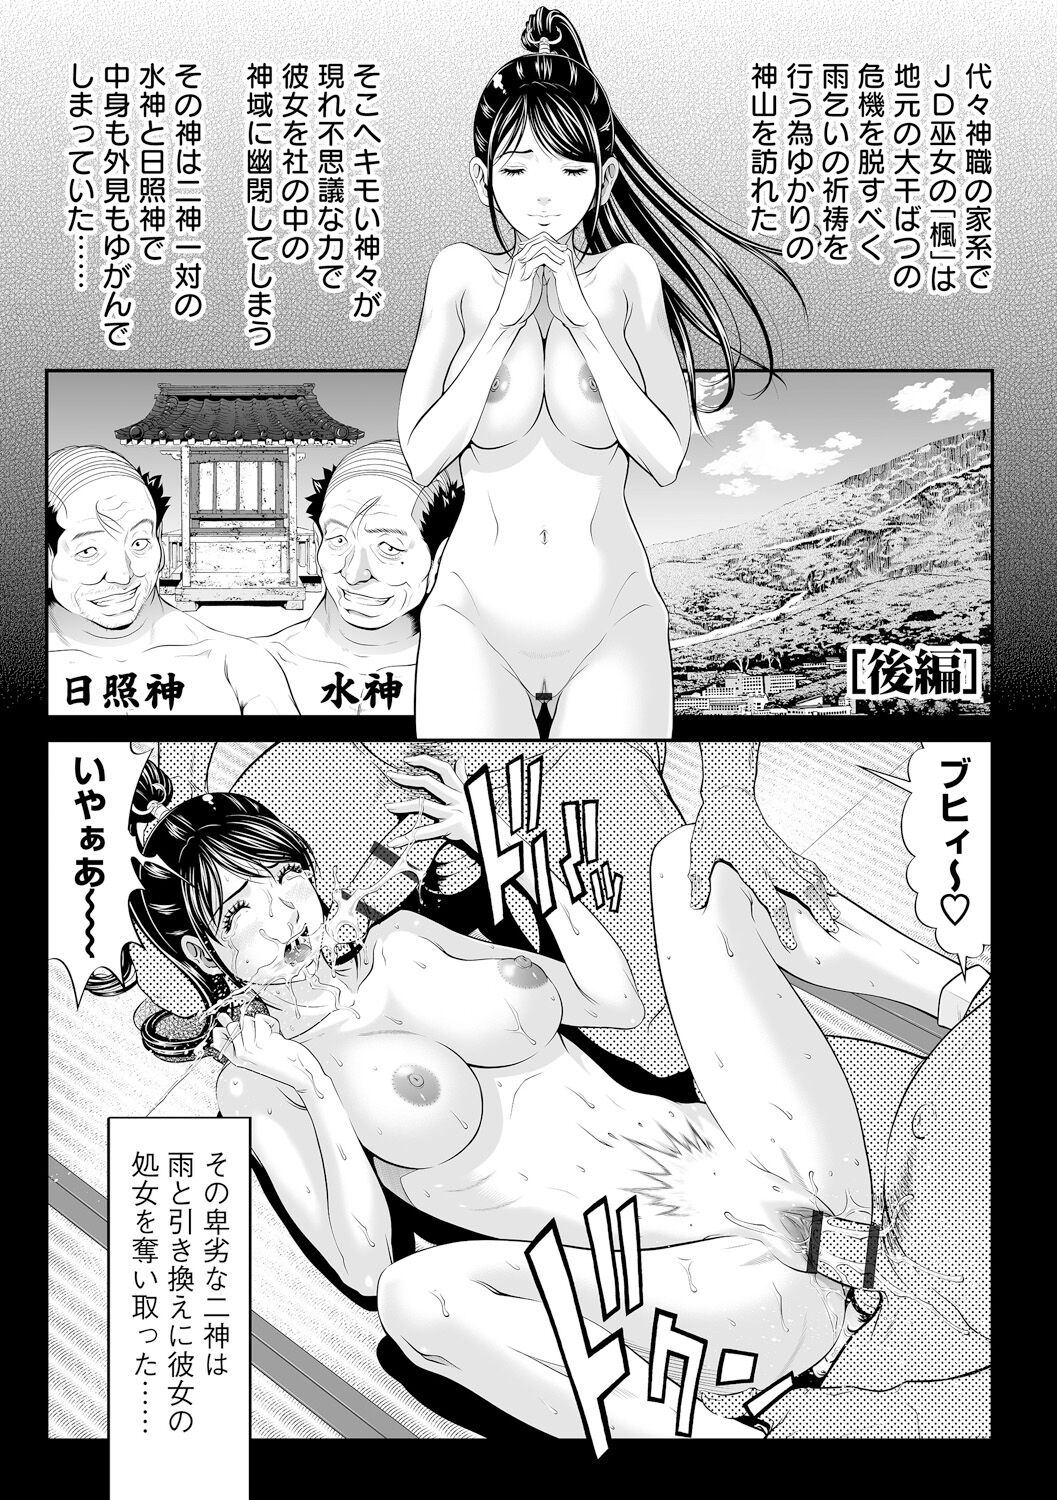 代々神職の家系で
ＪＤ巫女の「楓」は
地元の大干ばつの
危機を脱すべく
雨乞いの祈祷を
行う為ゆかりの
神山を訪れた
そこへキモい神々が
現れ不思議な力で
彼女を社の中の
神域に幽閉してしまう
その神は二神一対の
水神と日照神で
中身も外見もゆがんで
しまっていた……
[後編]
水神
日照神
ブヒィ～♡
いやぁあ～～～
ドパパッ
ドクン
その卑劣な二神は
雨と引き換えに彼女の
処女を奪い取った……